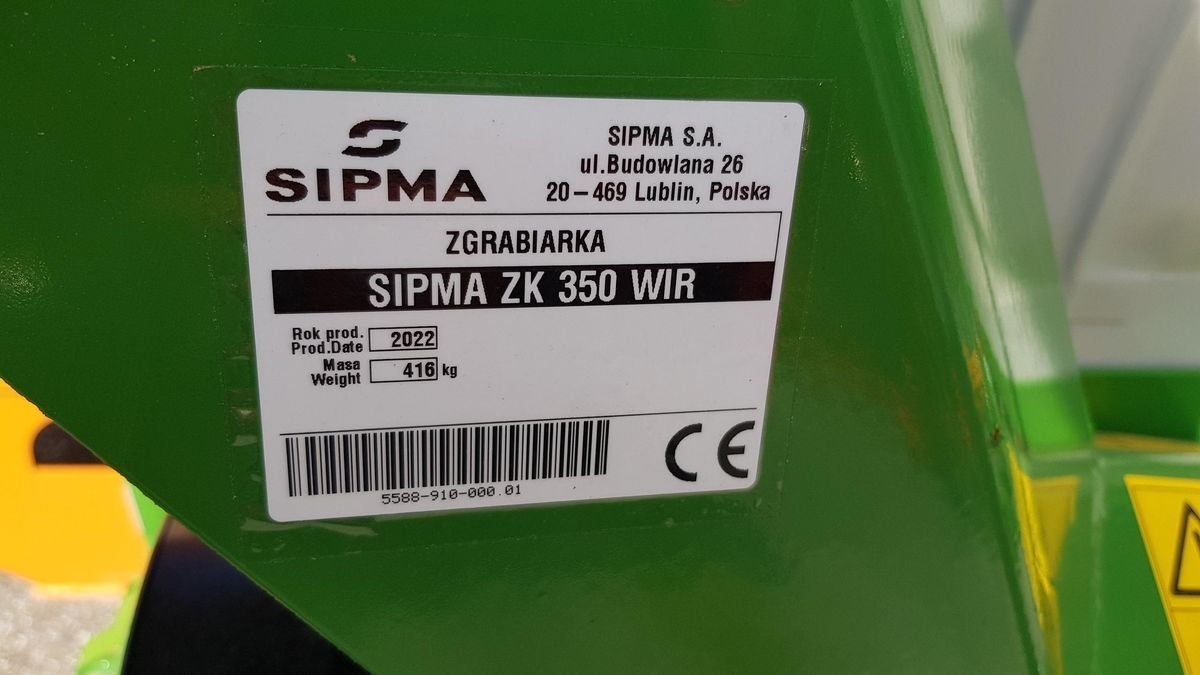 SIPMA
SIPMA S.A.
ul.Budowlana 26
20-469 Lublin, Polska
ZGRABIARKA
SIPMA ZK 350 WIR
Rok prod.
Prod.Date
2022
Masa
Weight
416 kg
5588-910-000.01
CE